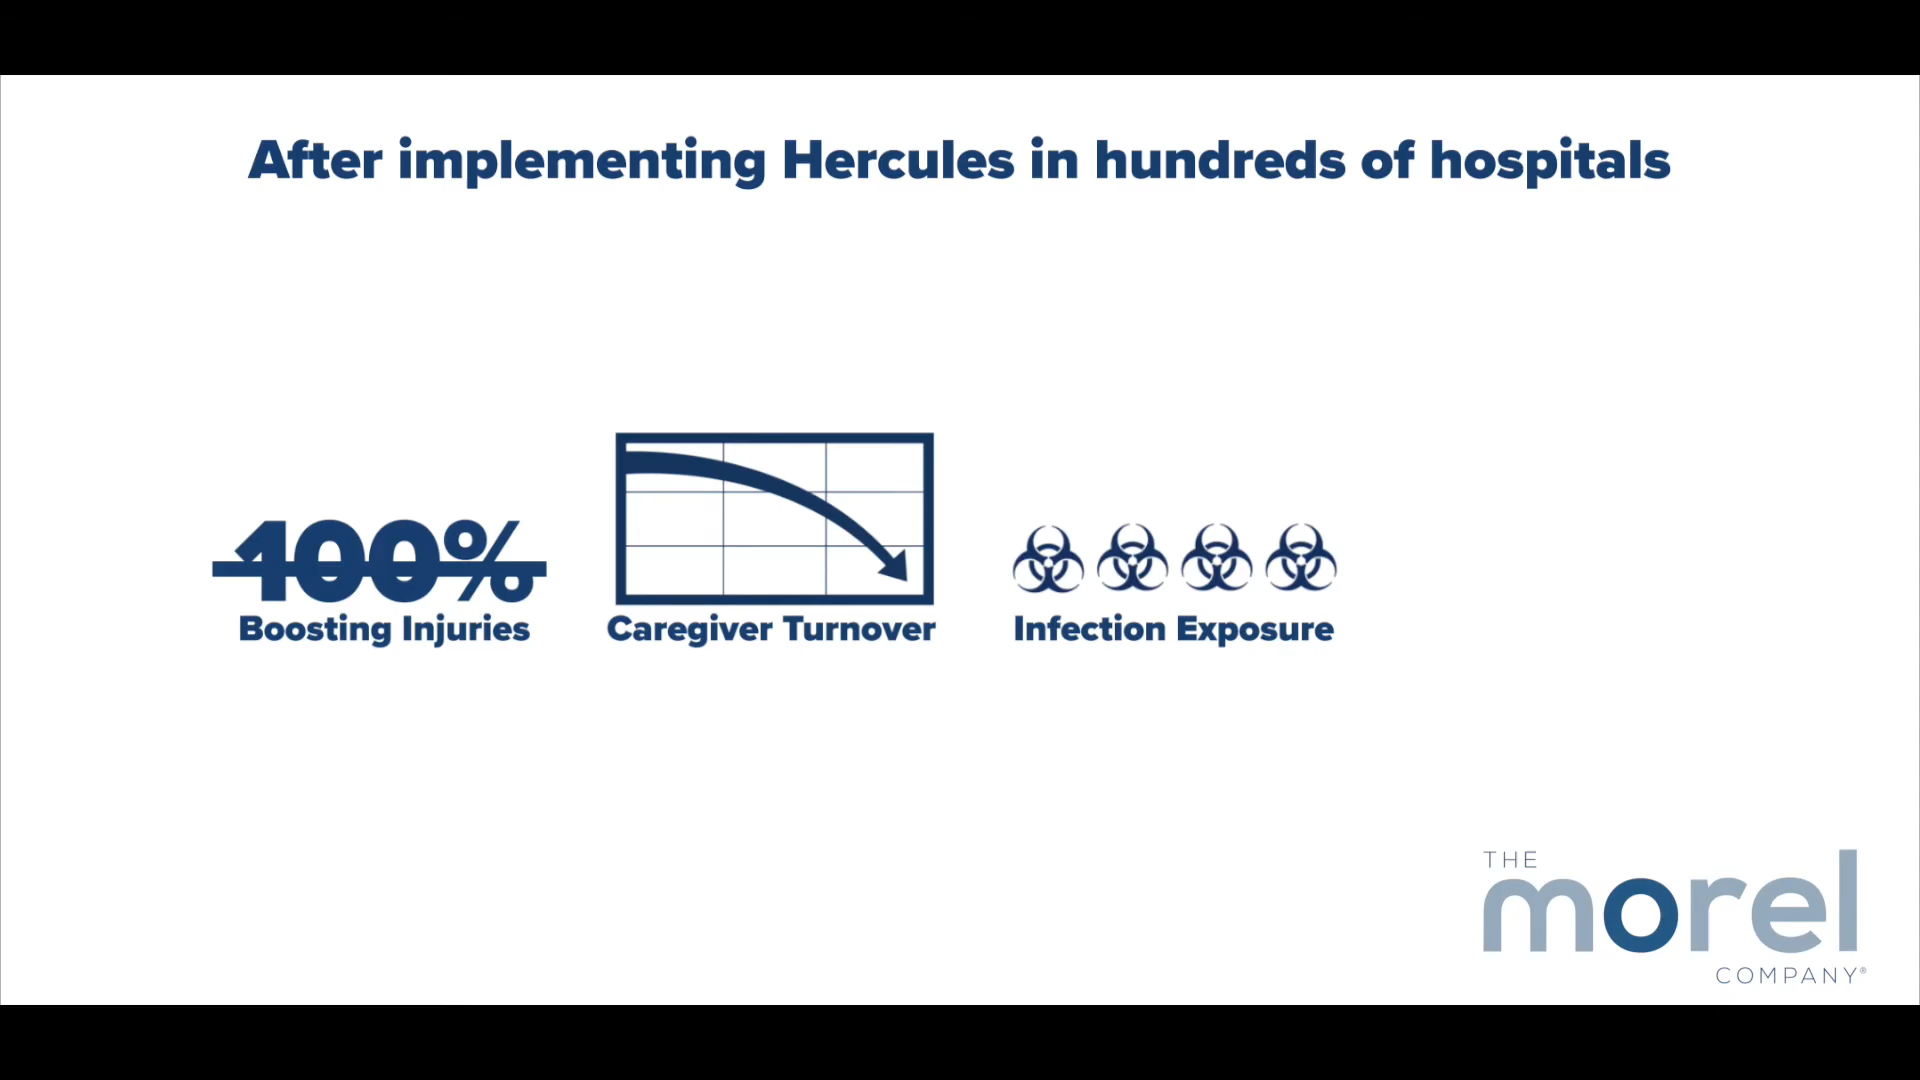 After implementing Hercules in hundreds of hospitals
100%
Boosting Injuries
Caregiver Turnover
Infection Exposure
THE
morel
COMPANY®